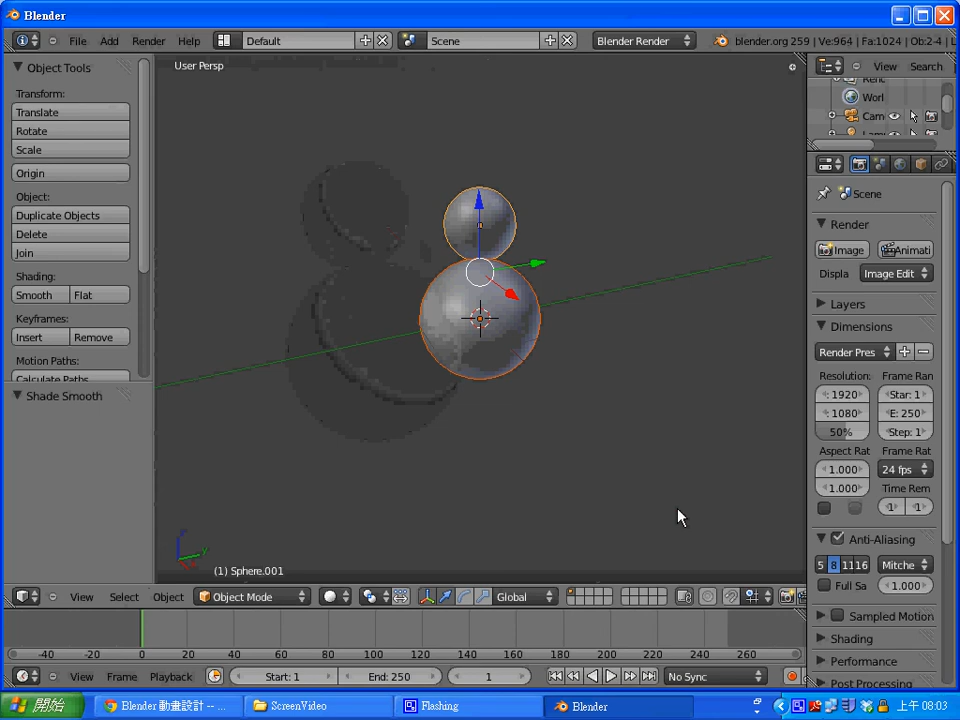 Blender
File Add Render Help Default Scene Blender Render blender.org 259 | Ve:964 | Fa:1024 | Ob:2-4 | L
Object Tools
Transform:
Translate
Rotate
Scale
Origin
Object:
Duplicate Objects
Delete
Join
Shading:
Smooth Flat
Keyframes:
Insert Remove
Motion Paths:
Calculate Paths
Shade Smooth
User Persp
(1) Sphere.001
View Search
Worl
Cam
Scene
Render
Image Animati
Displa Image Edit
Layers
Dimensions
Render Pres
Resolution: Frame Ran
: 1920 Star: 1
: 1080 E: 250
50% Step: 1
Aspect Rat Frame Rat
1.000 24 fps
1.000 Time Rem
1 1
Anti-Aliasing
5 8 11 16 Mitche
Full Sa 1.000
Sampled Motion
Shading
Performance
Post Processing
View Select Object Object Mode Global
-40 -20 0 20 40 60 80 100 120 140 160 180 200 220 240 260
View Frame Playback Start: 1 End: 250 1 No Sync
開始 Blender 動畫設計 -- ... ScreenVideo Flashing Blender 上午 08:03